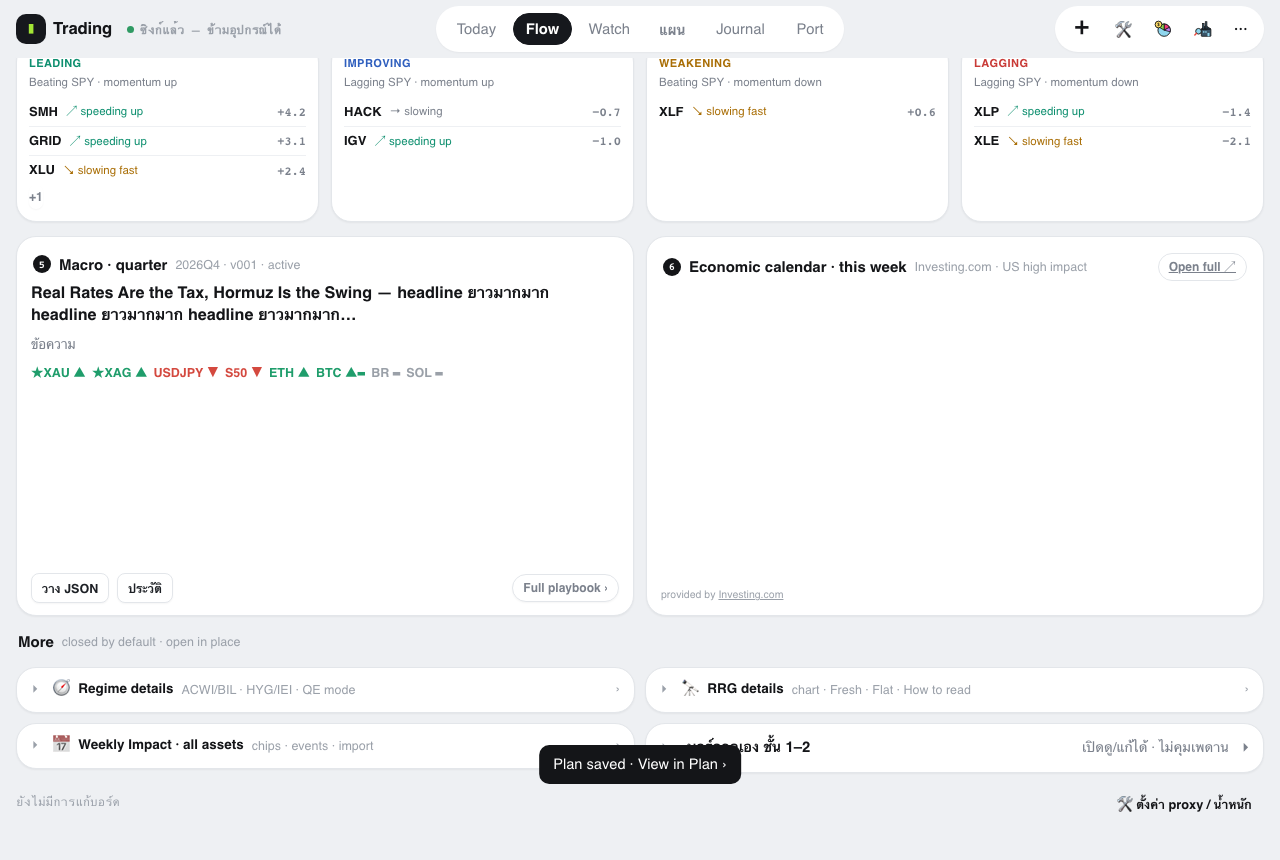 Trading
ซิงก์แล้ว — ข้ามอุปกรณ์ได้
Today Flow Watch แผน Journal Port
LEADING
Beating SPY · momentum up
SMH ↗ speeding up +4.2
GRID ↗ speeding up +3.1
XLU ↘ slowing fast +2.4
+1
IMPROVING
Lagging SPY · momentum up
HACK → slowing −0.7
IGV ↗ speeding up −1.0
WEAKENING
Beating SPY · momentum down
XLF ↘ slowing fast +0.6
LAGGING
Lagging SPY · momentum down
XLP ↗ speeding up −1.4
XLE ↘ slowing fast −2.1
5 Macro · quarter 2026Q4 · v001 · active
Real Rates Are the Tax, Hormuz Is the Swing — headline ยาวมากมาก
headline ยาวมากมาก headline ยาวมากมาก…
ข้อความ
★XAU ▲ ★XAG ▲ USDJPY ▼ S50 ▼ ETH ▲ BTC ▲▬ BR ▬ SOL ▬
วาง JSON ประวัติ Full playbook ›
6 Economic calendar · this week Investing.com · US high impact Open full ↗
provided by Investing.com
More closed by default · open in place
Regime details ACWI/BIL · HYG/IEI · QE mode ›
RRG details chart · Fresh · Flat · How to read ›
Weekly Impact · all assets chips · events · import
ชั้น 1–2 เปิดดู/แก้ได้ · ไม่คุมเพดาน
Plan saved · View in Plan ›
ยังไม่มีการแก้บอร์ด
ตั้งค่า proxy / น้ำหนัก